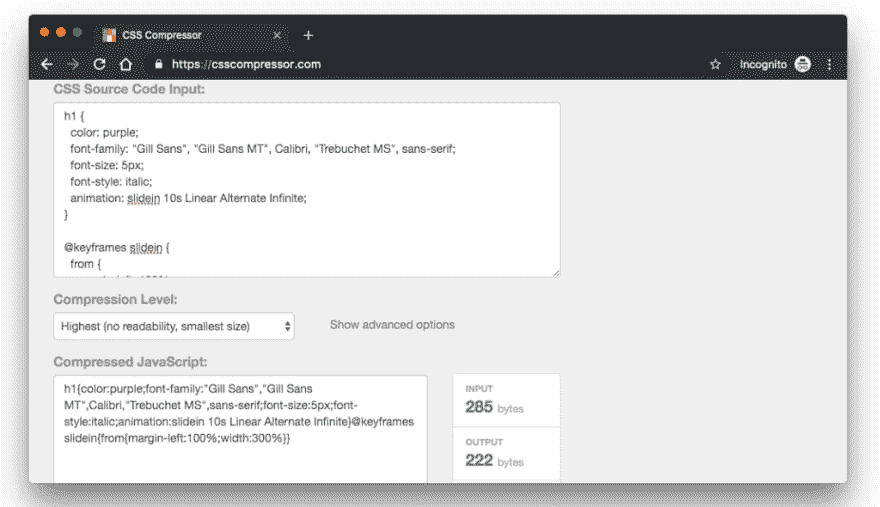 CSS Compressor
https://csscompressor.com
Incognito
CSS Source Code Input:
h1 {
color: purple;
font-family: "Gill Sans", "Gill Sans MT", Calibri, "Trebuchet MS", sans-serif;
font-size: 5px;
font-style: italic;
animation: slidein 10s Linear Alternate Infinite;
}
@keyframes slidein {
from {
Compression Level:
Highest (no readability, smallest size)
Show advanced options
Compressed JavaScript:
h1{color:purple;font-family:"Gill Sans","Gill Sans
MT",Calibri,"Trebuchet MS",sans-serif;font-size:5px;font-
style:italic;animation:slidein 10s Linear Alternate Infinite}@keyframes
slidein{from{margin-left:100%;width:300%}}
INPUT
285 bytes
OUTPUT
222 bytes